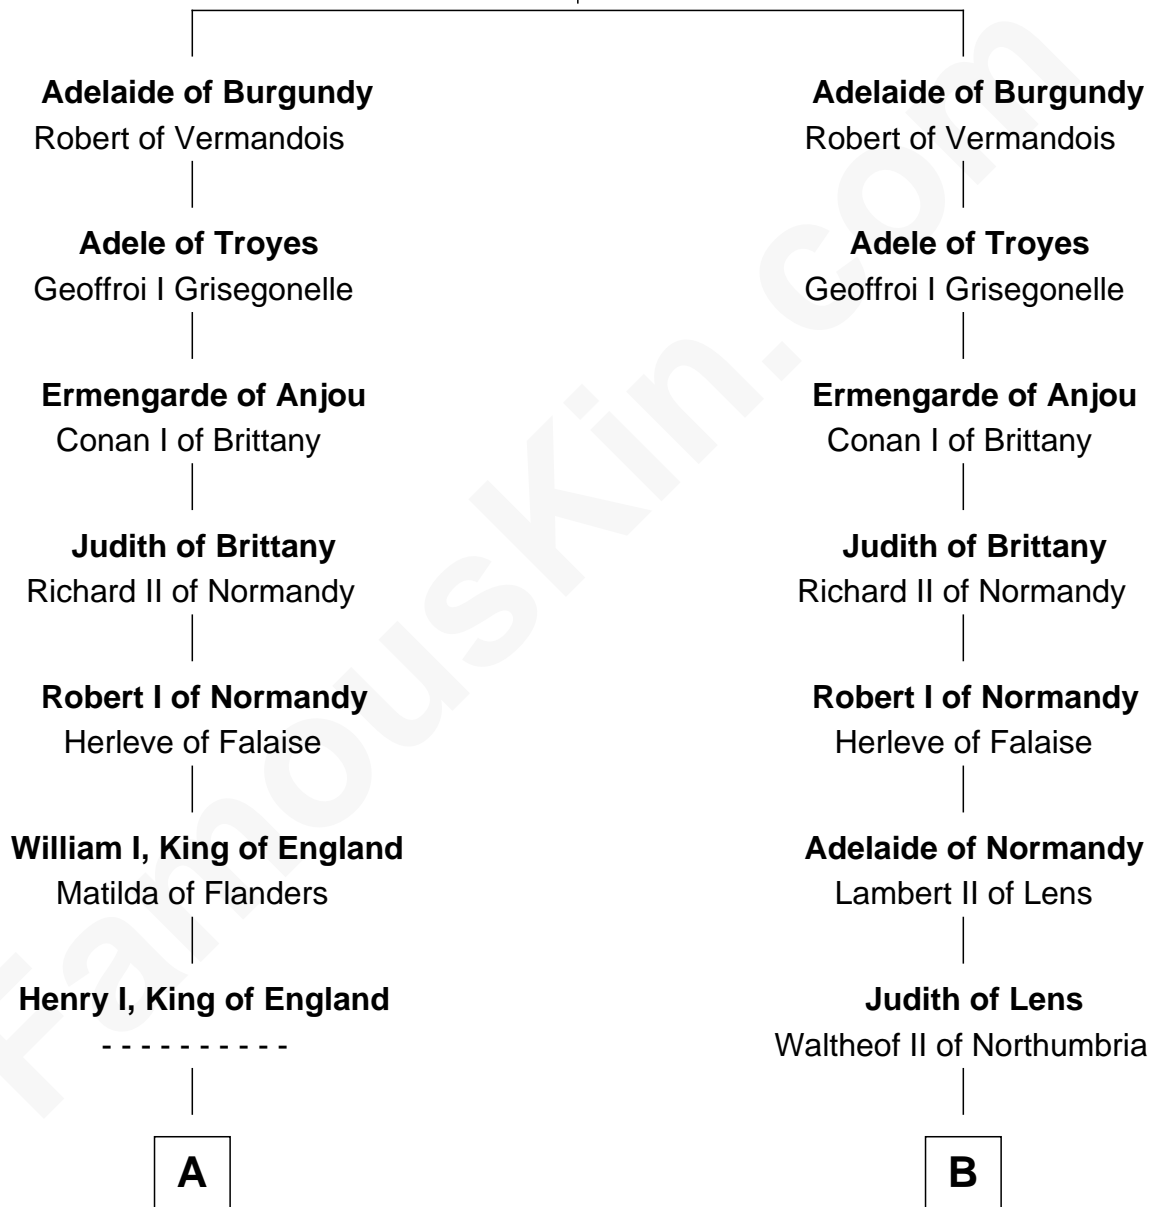 Adelaide of Burgundy
Robert of Vermandois
Adele of Troyes
Geoffroi I Grisegonelle
Ermengarde of Anjou
Conan I of Brittany
Judith of Brittany
Richard II of Normandy
Robert I of Normandy
Herleve of Falaise
William I, King of England
Matilda of Flanders
Henry I, King of England
- - - - - - - - - -
A
Adelaide of Burgundy
Robert of Vermandois
Adele of Troyes
Geoffroi I Grisegonelle
Ermengarde of Anjou
Conan I of Brittany
Judith of Brittany
Richard II of Normandy
Robert I of Normandy
Herleve of Falaise
Adelaide of Normandy
Lambert II of Lens
Judith of Lens
Waltheof II of Northumbria
B
FamousKin.com